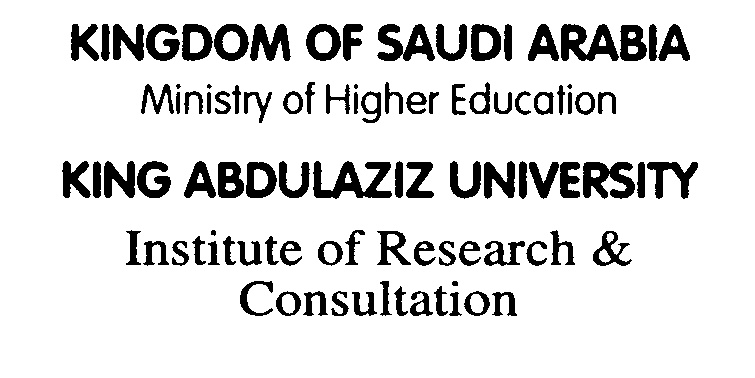 KINGDOM OF SAUDI ARABIA
Ministry of Higher Education
KING ABDULAZIZ UNIVERSITY
Institute of Research &
Consultation